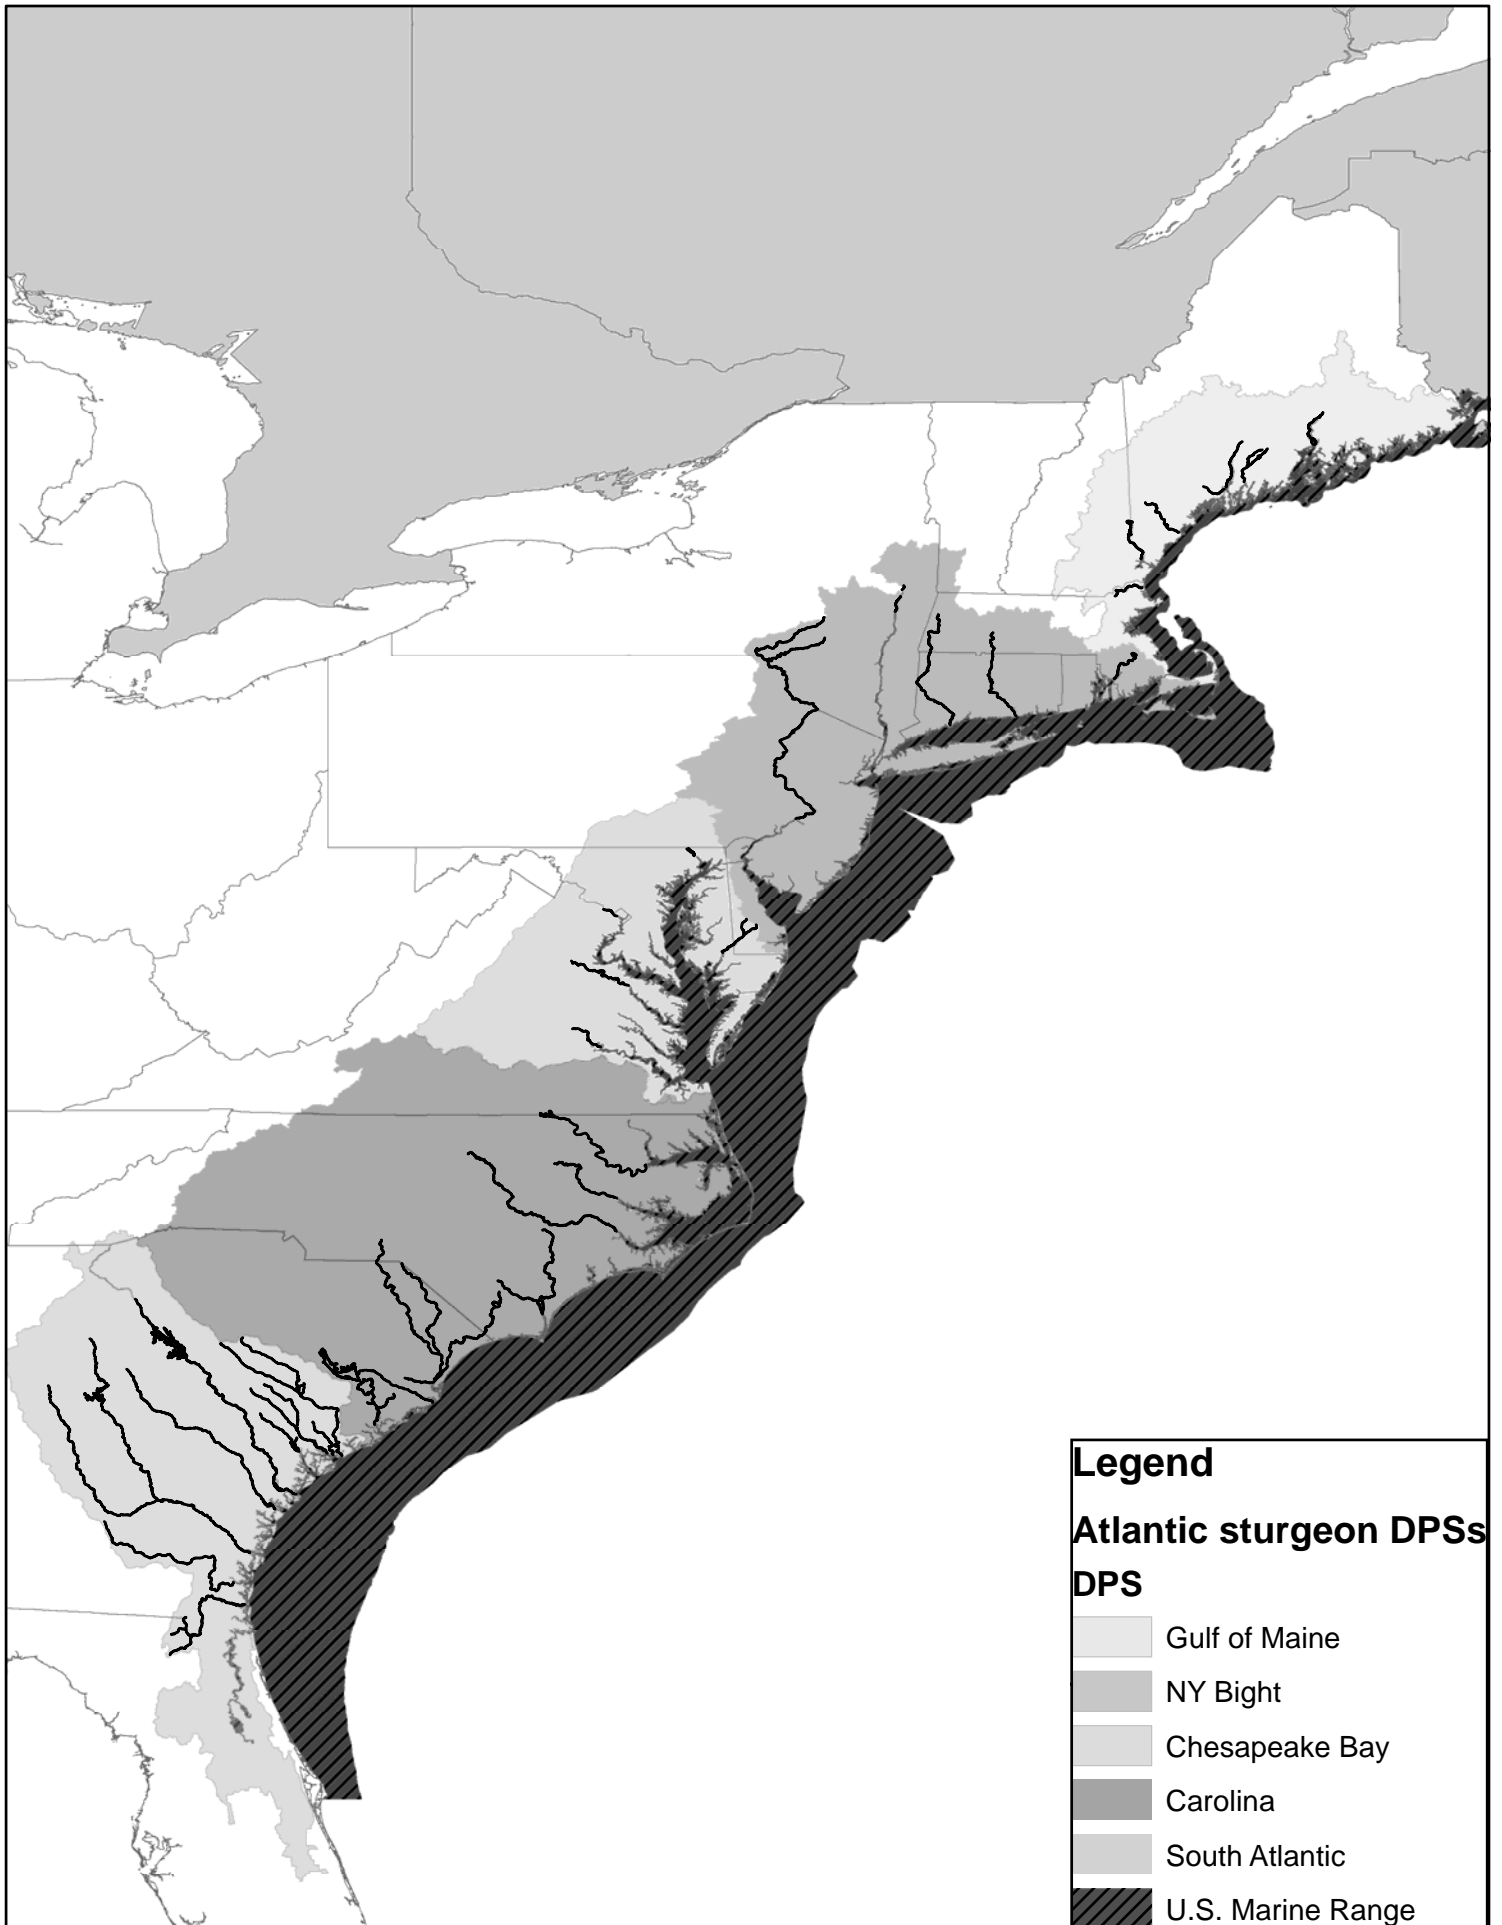 Legend
Atlantic sturgeon DPSs
DPS
Gulf of Maine
NY Bight
Chesapeake Bay
Carolina
South Atlantic
U.S. Marine Range